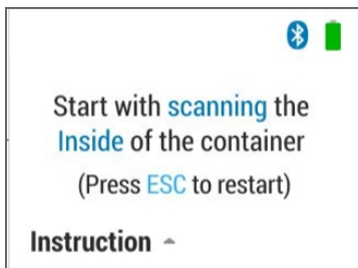 Start with scanning the
Inside of the container
(Press ESC to restart)
Instruction